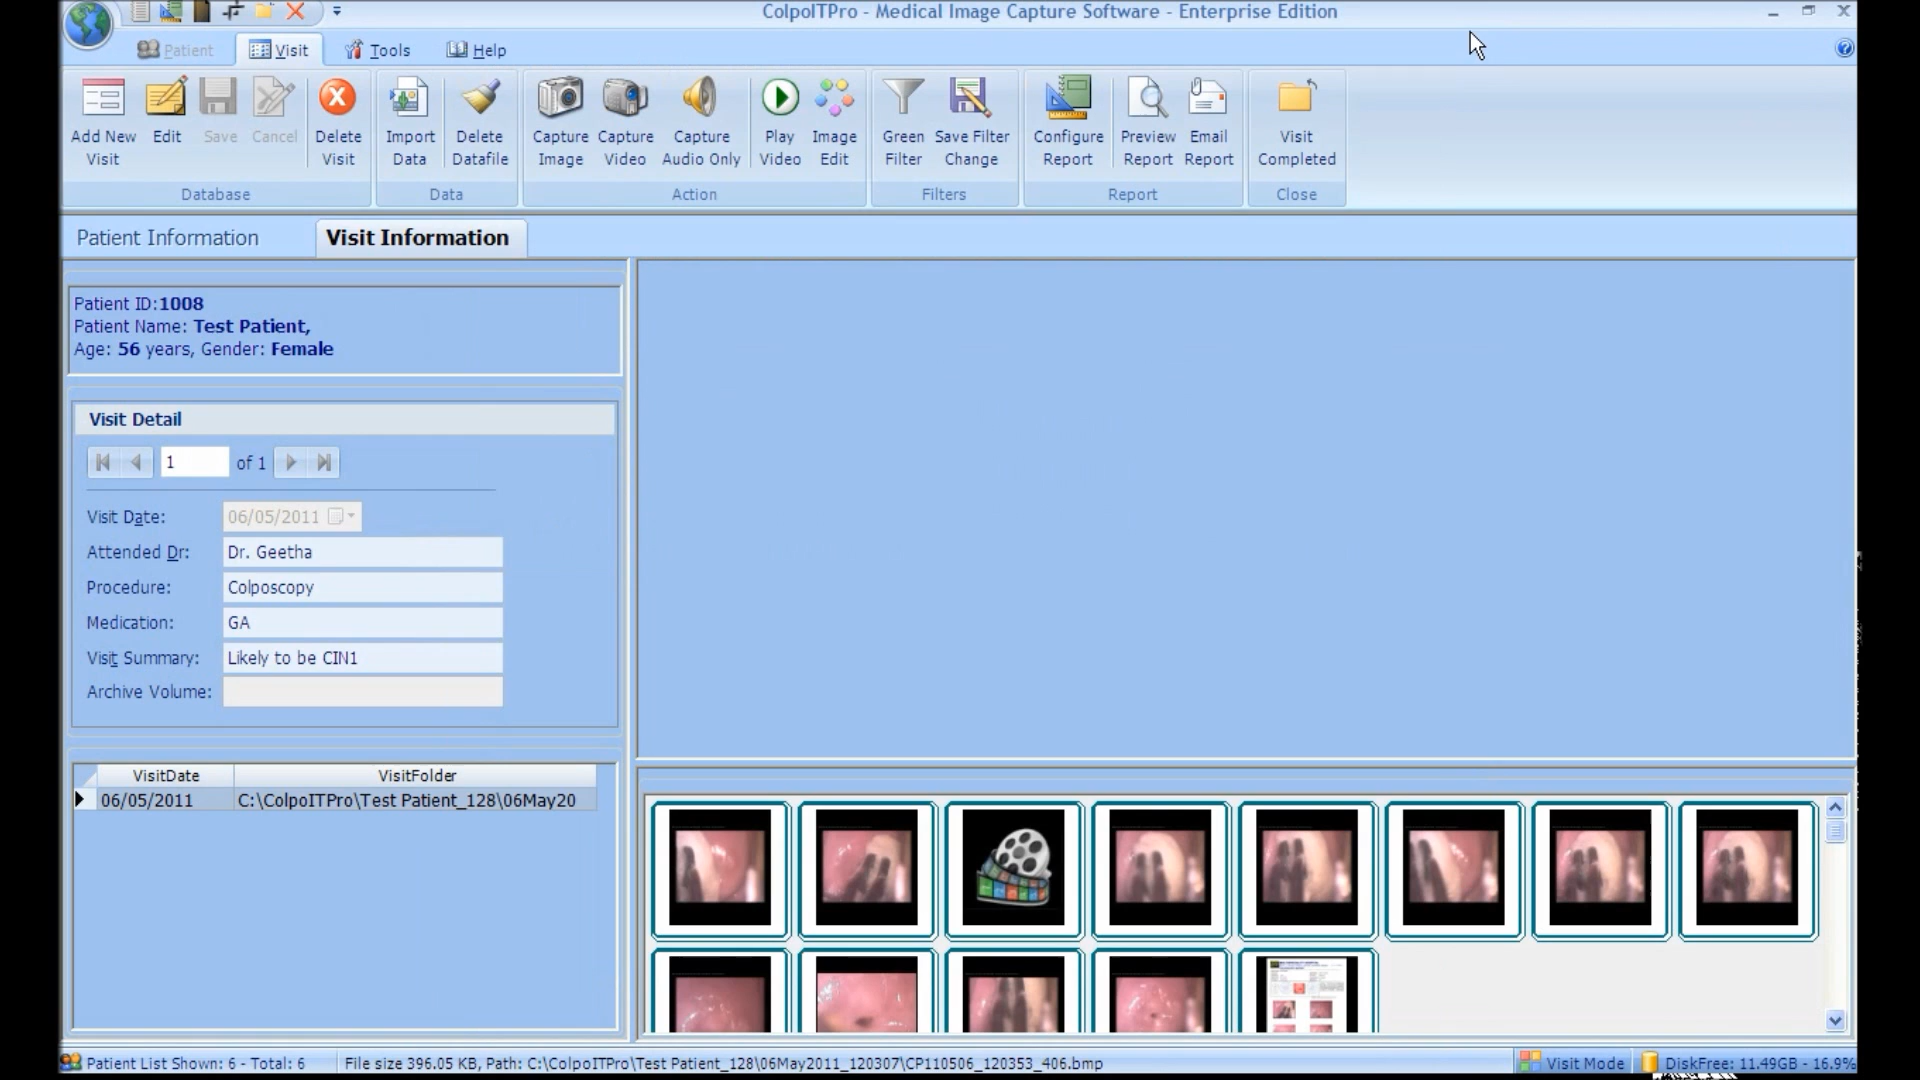 ColpoITPro - Medical Image Capture Software - Enterprise Edition
Patient
Visit
Tools
Help
Add New Visit
Edit
Save
Cancel
Delete Visit
Import Data
Delete Datafile
Capture Image
Capture Video
Capture Audio Only
Play Video
Image Edit
Green Filter
Save Filter Change
Configure Report
Preview Report
Email Report
Visit Completed
Database
Data
Action
Filters
Report
Close
Patient Information
Visit Information
Patient ID:1008
Patient Name: Test Patient,
Age: 56 years, Gender: Female
Visit Detail
1 of 1
Visit Date: 06/05/2011
Attended Dr: Dr. Geetha
Procedure: Colposcopy
Medication: GA
Visit Summary: Likely to be CIN1
Archive Volume:
VisitDate VisitFolder
06/05/2011 C:\ColpoITPro\Test Patient_128\06May20
Patient List Shown: 6 - Total: 6
File size 396.05 KB, Path: C:\ColpoITPro\Test Patient_128\06May2011_120307\CP110506_120353_406.bmp
Visit Mode
DiskFree: 11.49GB - 16.9%